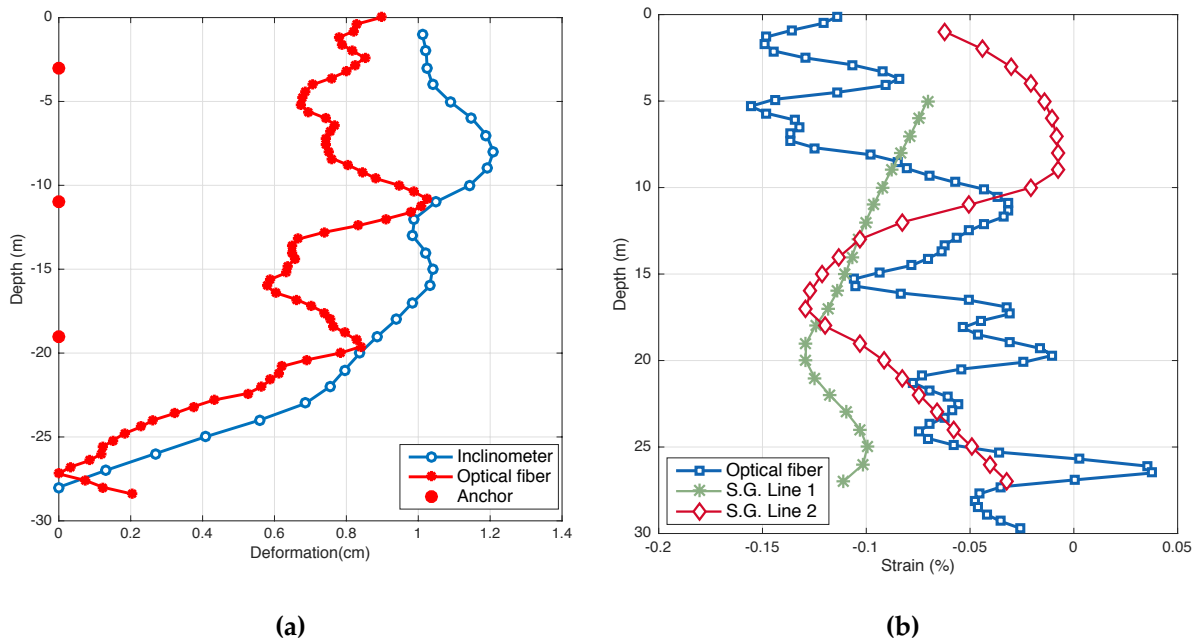 0
-5
-10
-15
-20
-25
-30
0 0.2 0.4 0.6 0.8 1 1.2 1.4
Depth (m)
Deformation(cm)
Inclinometer
Optical fiber
Anchor
(a)
0
5
10
15
20
25
30
-0.2 -0.15 -0.1 -0.05 0 0.05
Depth (m)
Strain (%)
Optical fiber
S.G. Line 1
S.G. Line 2
(b)